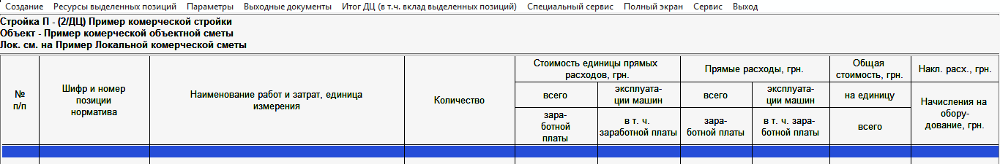 Создание Ресурсы выделенных позиций Параметры Выходные документы Итог ДЦ (в т.ч. вклад выделенных позиций) Специальный сервис Полный экран Сервис Выход
Стройка П - (2/ДЦ) Пример комерческой стройки
Объект - Пример комерческой объектной сметы
Лок. см. на Пример Локальной комерческой сметы
№
п/п
Шифр и номер
позиции
норматива
Наименование работ и затрат, единица
измерения
Количество
Стоимость единицы прямых
расходов, грн.
всего
зара-
ботной
платы
эксплуата-
ции машин
в т. ч.
заработной платы
Прямые расходы, грн.
всего
зара-
ботной платы
эксплуата-
ции машин
в т. ч. зара-
ботной платы
Общая
стоимость, грн.
на единицу
всего
Накл. расх., грн.
Начисления на
обору-
дование, грн.